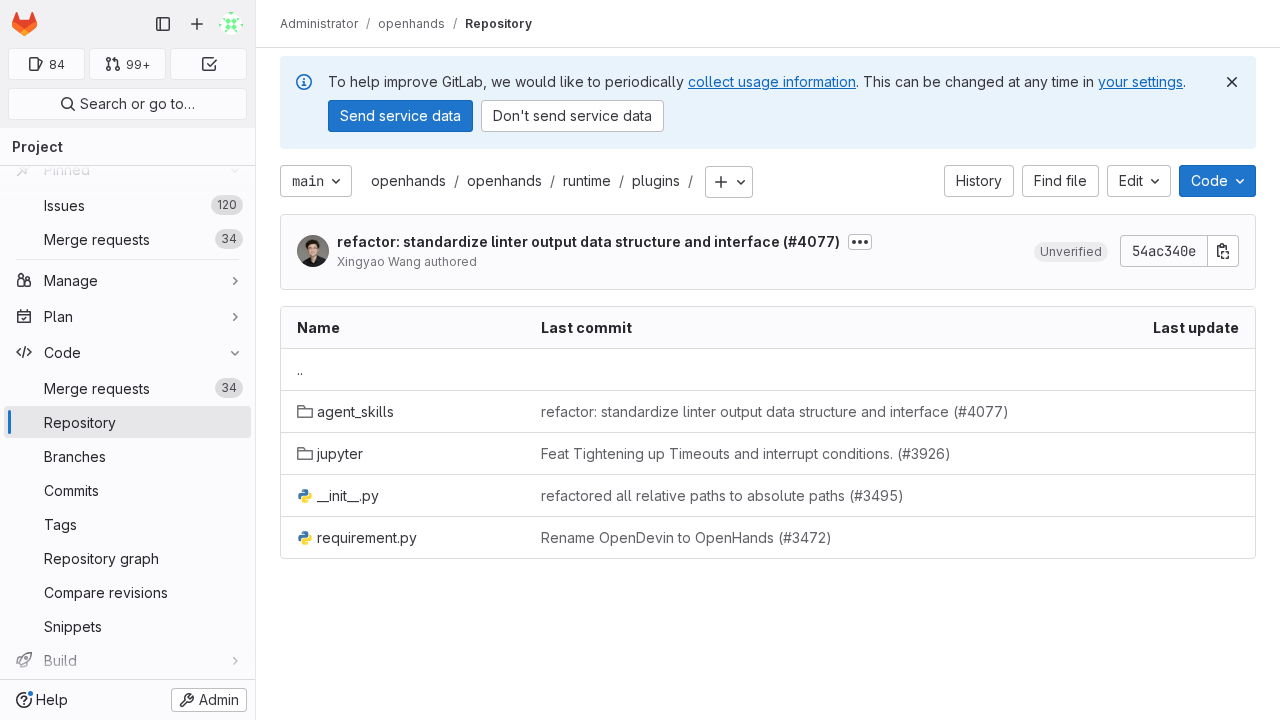 84
99+
Search or go to…
Project
Pinned
Issues 120
Merge requests 34
Manage
Plan
Code
Merge requests 34
Repository
Branches
Commits
Tags
Repository graph
Compare revisions
Snippets
Build
Help
Admin
Administrator / openhands / Repository
To help improve GitLab, we would like to periodically collect usage information. This can be changed at any time in your settings.
Send service data Don't send service data
main openhands / openhands / runtime / plugins / History Find file Edit Code
refactor: standardize linter output data structure and interface (#4077)
Xingyao Wang authored
Unverified 54ac340e
Name Last commit Last update
..
agent_skills refactor: standardize linter output data structure and interface (#4077)
jupyter Feat Tightening up Timeouts and interrupt conditions. (#3926)
__init__.py refactored all relative paths to absolute paths (#3495)
requirement.py Rename OpenDevin to OpenHands (#3472)